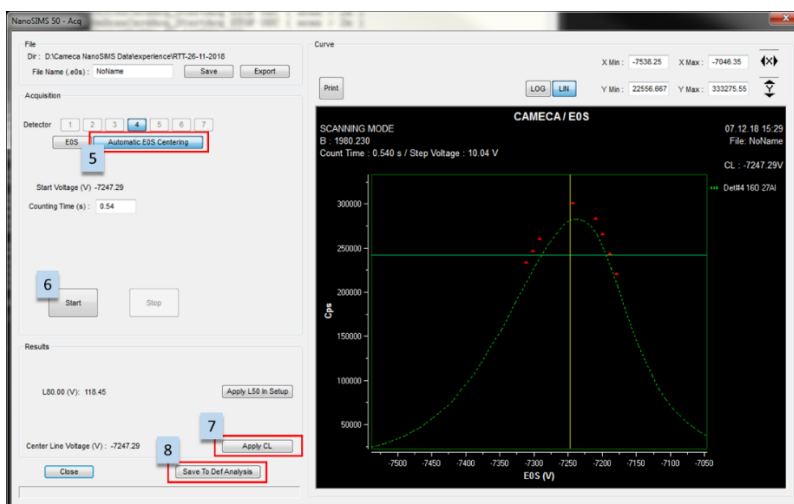 NanoSIMS 50 - Acq
File
Dir : D:\Cameca NanoSIMS Data\experience\RTT-26-11-2018
File Name (.e0s) : NoName Save Export
Acquisition
Detector 1 2 3 4 5 6 7
E0S Automatic E0S Centering
5
Start Voltage (V) -7247.29
Counting Time (s) : 0.54
6
Start Stop
Results
L80.00 (V): 118.45 Apply L50 In Setup
7
Center Line Voltage (V) : -7247.29 Apply CL
8
Close Save To Def Analysis
Curve
X Min : -7538.25 X Max : -7046.35
Print LOG LIN Y Min : 22556.667 Y Max : 333275.55
CAMECA / E0S
SCANNING MODE 07.12.18 15:29
B : 1980.230 File: NoName
Count Time : 0.540 s / Step Voltage : 10.04 V
CL : -7247.29V
Det#4 16O 27Al
300000
250000
200000
Cps
150000
100000
50000
-7500 -7450 -7400 -7350 -7300 -7250 -7200 -7150 -7100 -7050
E0S (V)